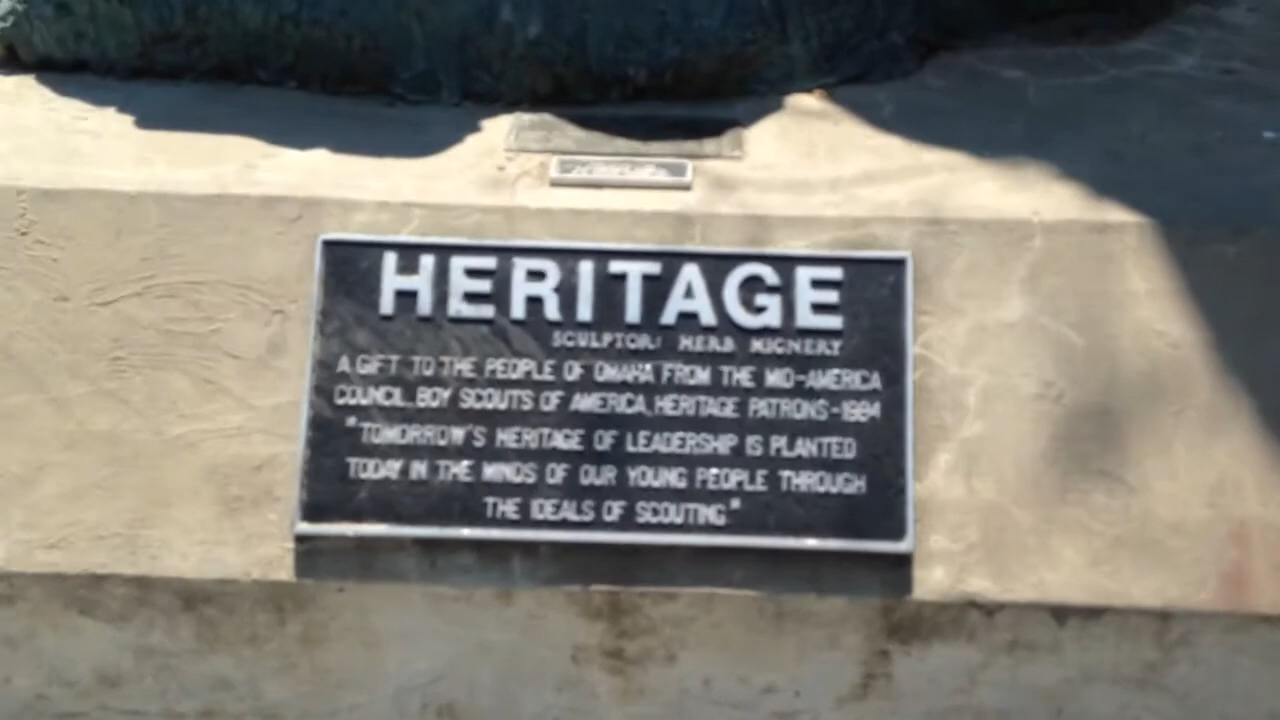 HERITAGE
SCULPTOR: HERB MIGNERY
A GIFT TO THE PEOPLE OF OMAHA FROM THE MID-AMERICA
COUNCIL, BOY SCOUTS OF AMERICA, HERITAGE PATRONS-1984
"TOMORROW'S HERITAGE OF LEADERSHIP IS PLANTED
TODAY IN THE MINDS OF OUR YOUNG PEOPLE THROUGH
THE IDEALS OF SCOUTING"